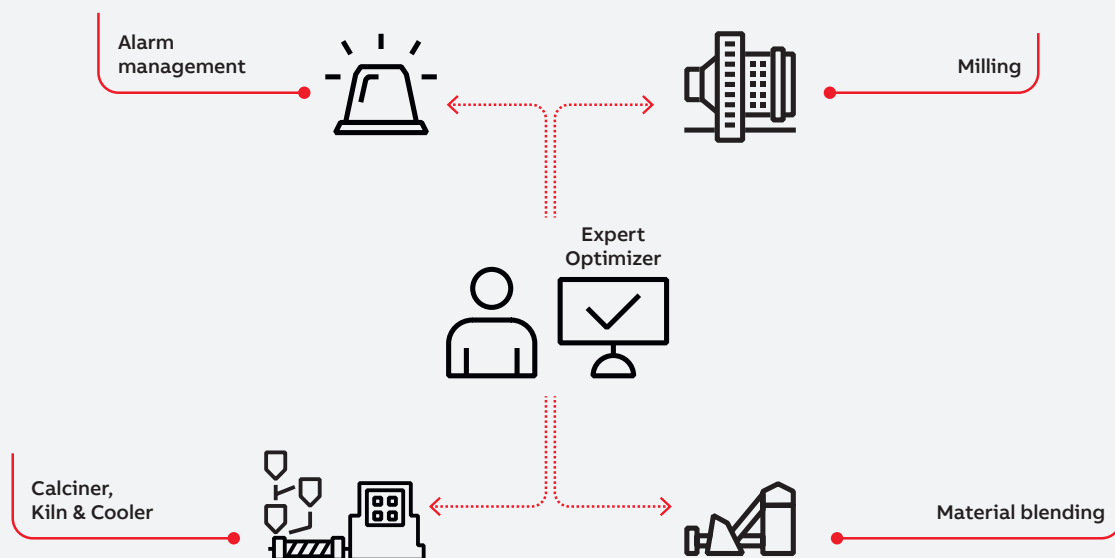 Alarm
management
Milling
Expert
Optimizer
Calciner,
Kiln & Cooler
Material blending